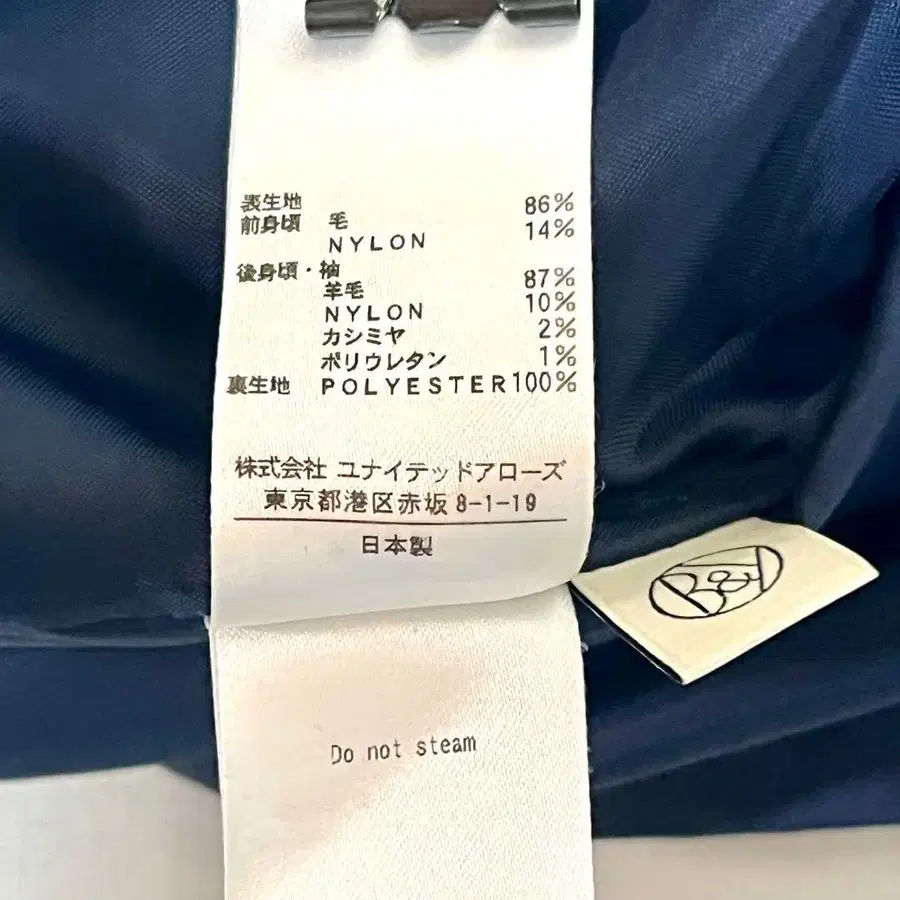 表生地
前身頃 毛 86%
NYLON 14%
後身頃・袖
羊毛 87%
NYLON 10%
カシミヤ 2%
ポリウレタン 1%
裏生地 POLYESTER 100%
株式会社 ユナイテッドアローズ
東京都港区赤坂 8-1-19
日本製
B&Y
Do not steam